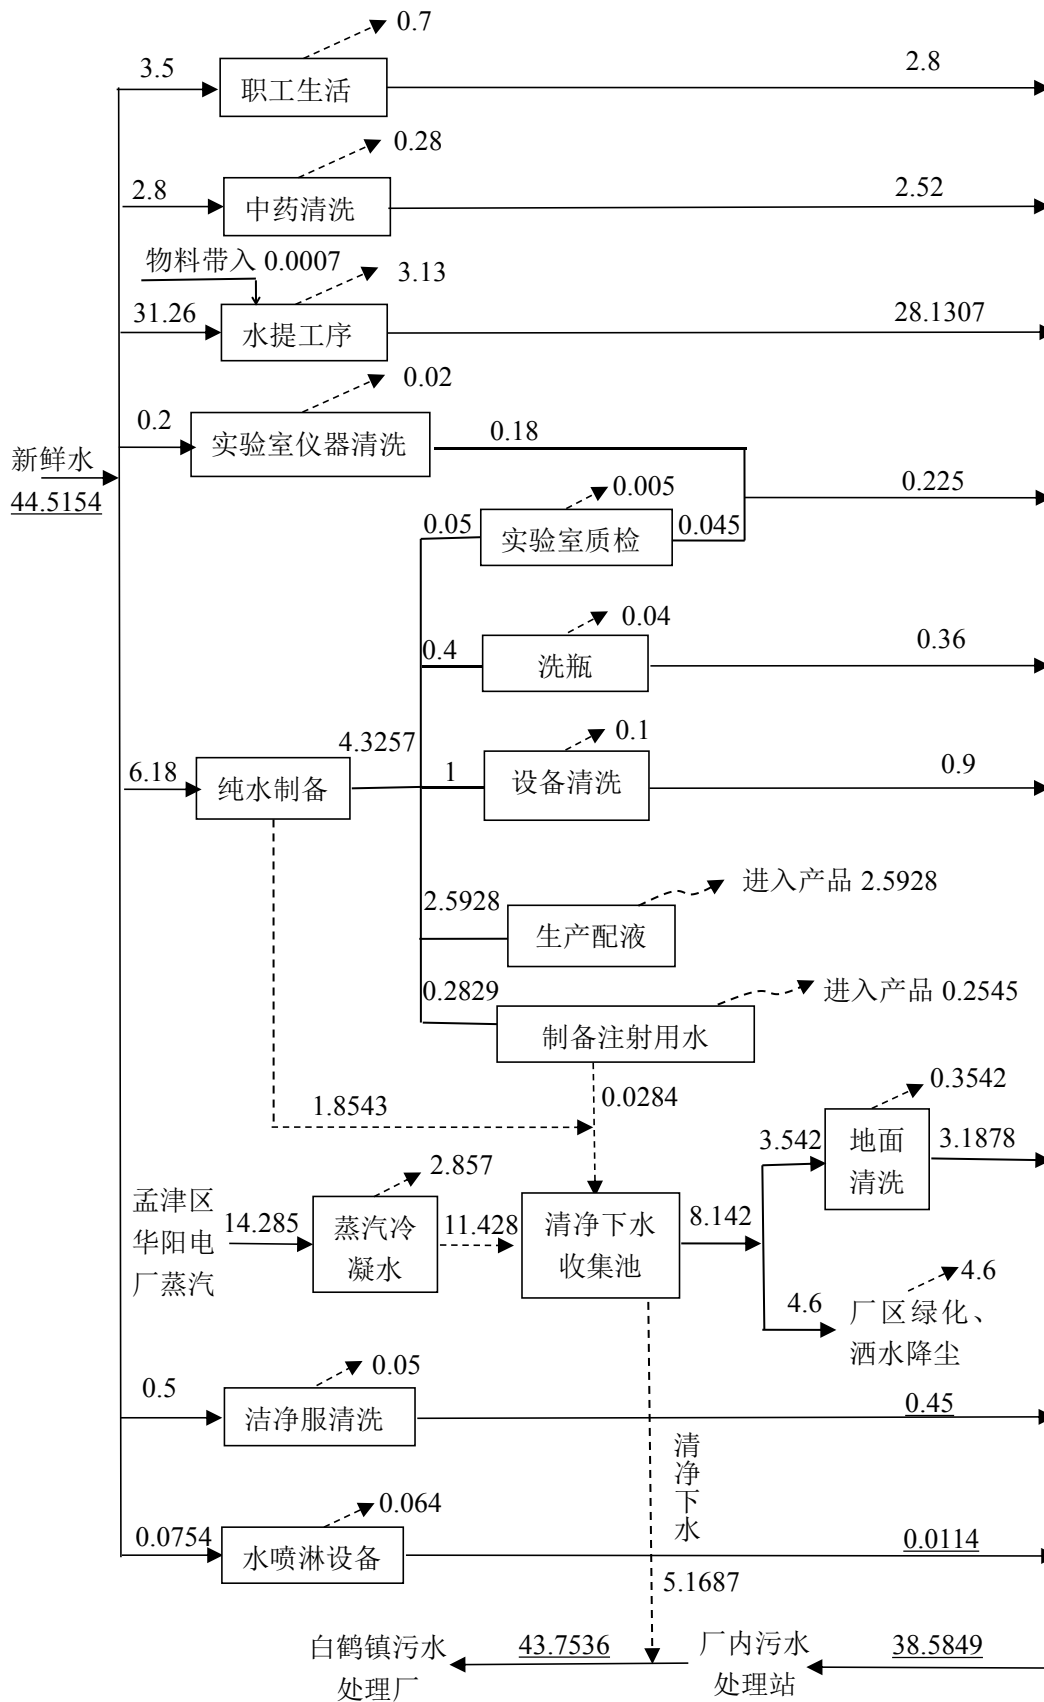 0.7
3.5
职工生活
2.8
0.28
2.8
中药清洗
2.52
物料带入 0.0007
3.13
31.26
水提工序
28.1307
0.02
0.2
实验室仪器清洗
0.18
新鲜水
44.5154
0.005
0.225
0.05
实验室质检
0.045
0.04
0.4
洗瓶
0.36
0.1
4.3257
6.18
纯水制备
1
设备清洗
0.9
进入产品 2.5928
2.5928
生产配液
0.2829
进入产品 0.2545
制备注射用水
1.8543
0.0284
0.3542
3.542
地面
清洗
3.1878
孟津区
华阳电
厂蒸汽
14.285
2.857
蒸汽冷
凝水
11.428
清净下水
收集池
8.142
4.6
4.6
厂区绿化、
洒水降尘
0.05
0.5
洁净服清洗
0.45
清净下水
0.064
0.0754
水喷淋设备
0.0114
5.1687
白鹤镇污水
处理厂
43.7536
厂内污水
处理站
38.5849